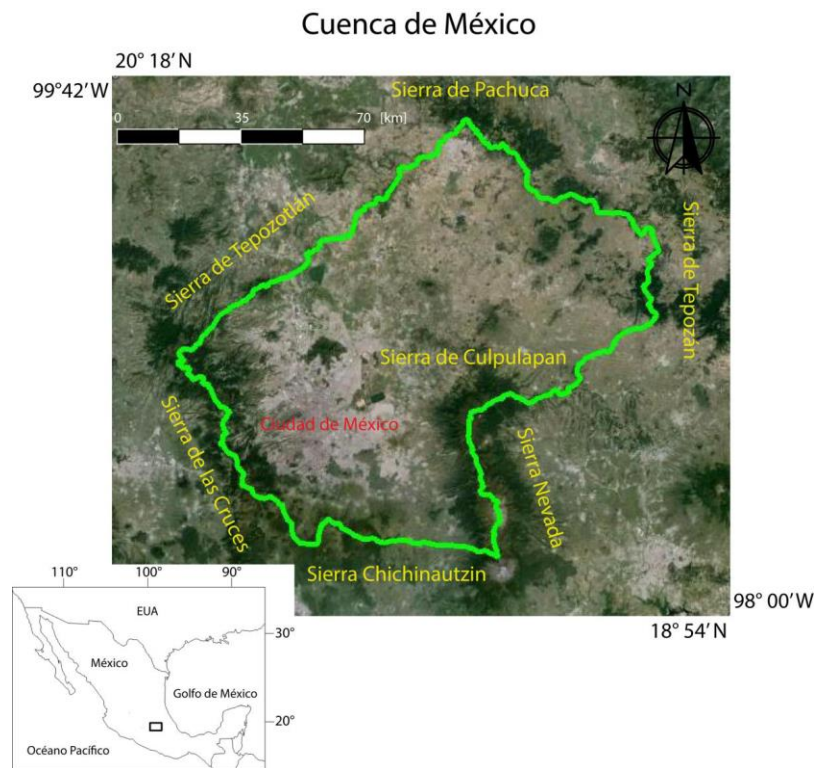 Cuenca de México
20° 18′ N
99°42′ W
Sierra de Pachuca
N
0 35 70 [km]
Sierra de Tepozotlán
Sierra de Tepozán
Sierra de Culpulapan
Ciudad de México
Sierra de las Cruces
Sierra Nevada
Sierra Chichinautzin
98° 00′ W
18° 54′ N
110° 100° 90°
EUA
30°
México
Golfo de México
20°
Océano Pacífico